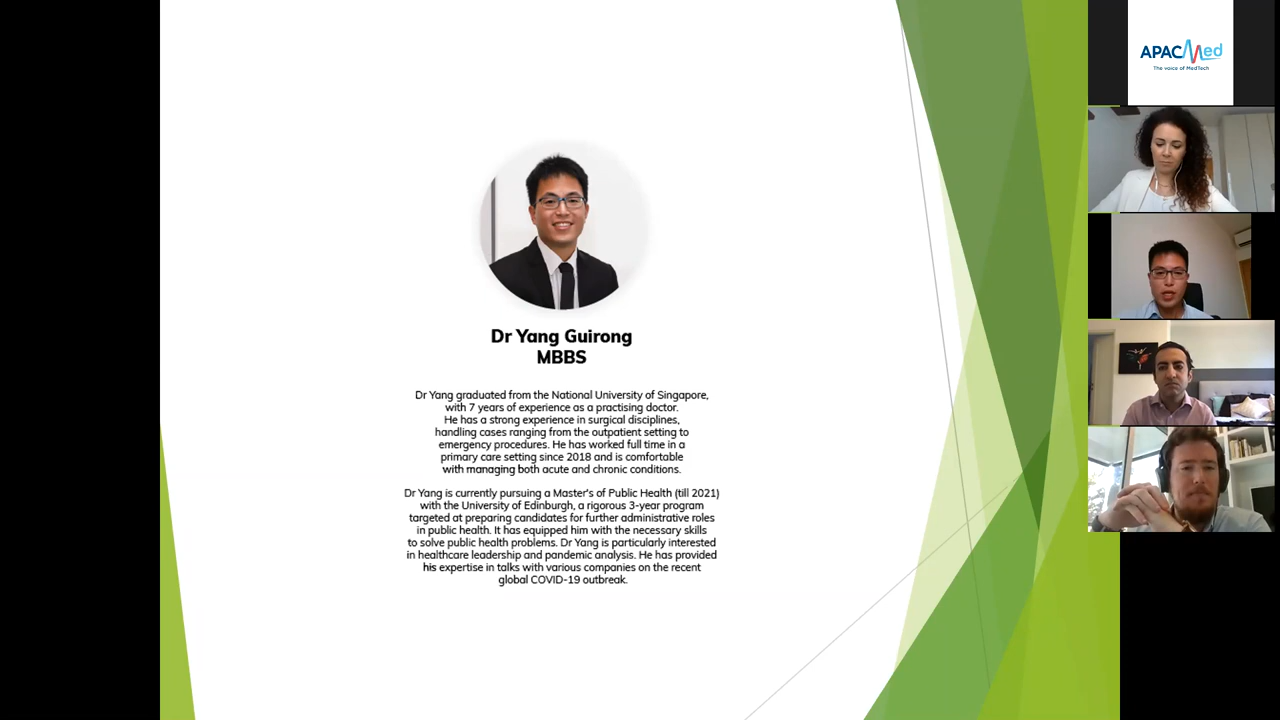 Dr Yang Guirong
MBBS
Dr Yang graduated from the National University of Singapore,
with 7 years of experience as a practising doctor.
He has a strong experience in surgical disciplines,
handling cases ranging from the outpatient setting to
emergency procedures. He has worked full time in a
primary care setting since 2018 and is comfortable
with managing both acute and chronic conditions.
Dr Yang is currently pursuing a Master's of Public Health (till 2021)
with the University of Edinburgh, a rigorous 3-year program
targeted at preparing candidates for further administrative roles
in public health. It has equipped him with the necessary skills
to solve public health problems. Dr Yang is particularly interested
in healthcare leadership and pandemic analysis. He has provided
his expertise in talks with various companies on the recent
global COVID-19 outbreak.
APACMed
The voice of MedTech